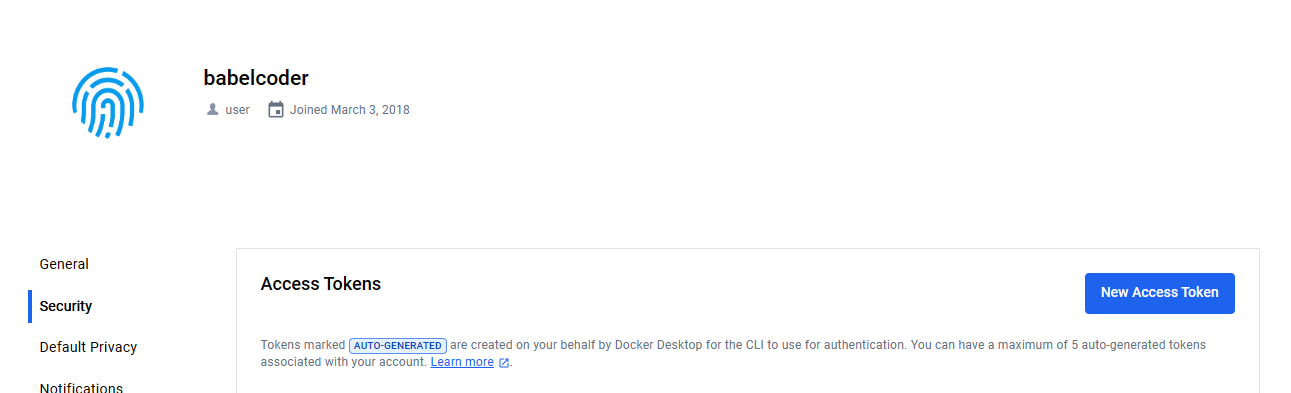 babelcoder
user Joined March 3, 2018
General
Security
Default Privacy
Notifications
Access Tokens
New Access Token
Tokens marked AUTO-GENERATED are created on your behalf by Docker Desktop for the CLI to use for authentication. You can have a maximum of 5 auto-generated tokens
associated with your account. Learn more.